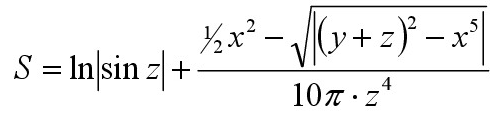 S = ln|sin z| + (½x² − √|(y + z)² − x⁵|) / (10π · z⁴)